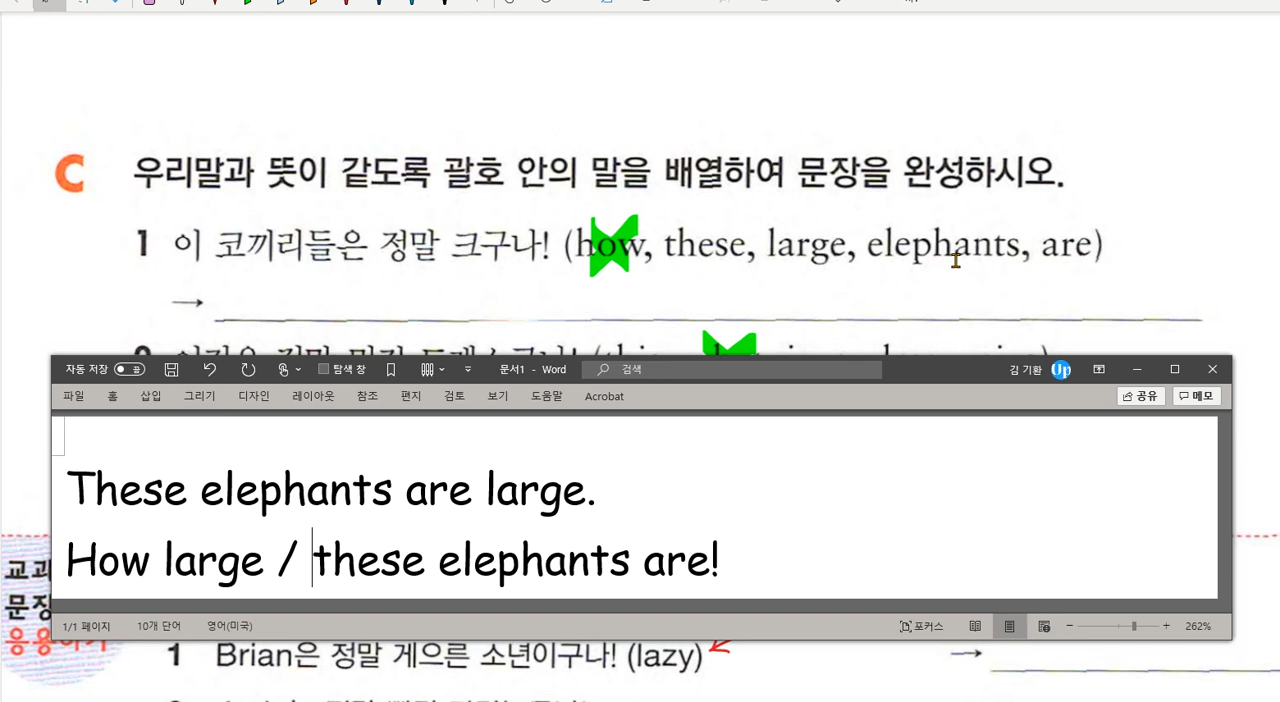 C 우리말과 뜻이 같도록 괄호 안의 말을 배열하여 문장을 완성하시오.
1 이 코끼리들은 정말 크구나! (how, these, large, elephants, are)
→
자동 저장 끔 탐색 창 문서1 - Word 검색 김 기환 Up
파일 홈 삽입 그리기 디자인 레이아웃 참조 편지 검토 보기 도움말 Acrobat 공유 메모
These elephants are large.
How large / these elephants are!
1/1 페이지 10개 단어 영어(미국) 포커스 262%
1 Brian은 정말 게으른 소년이구나! (lazy) →